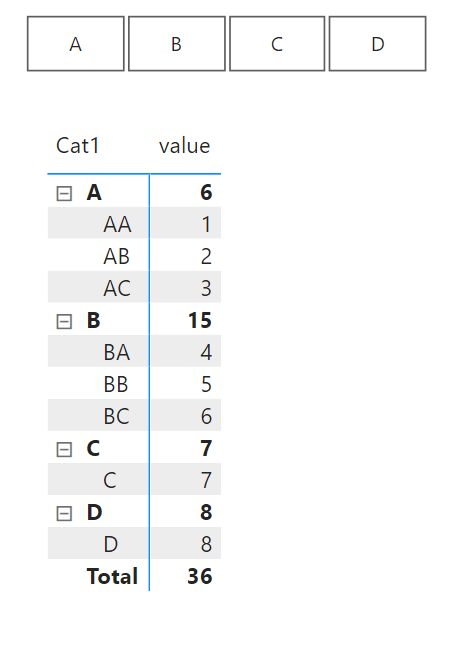 A B C D
Cat1 value
A 6
AA 1
AB 2
AC 3
B 15
BA 4
BB 5
BC 6
C 7
C 7
D 8
D 8
Total 36